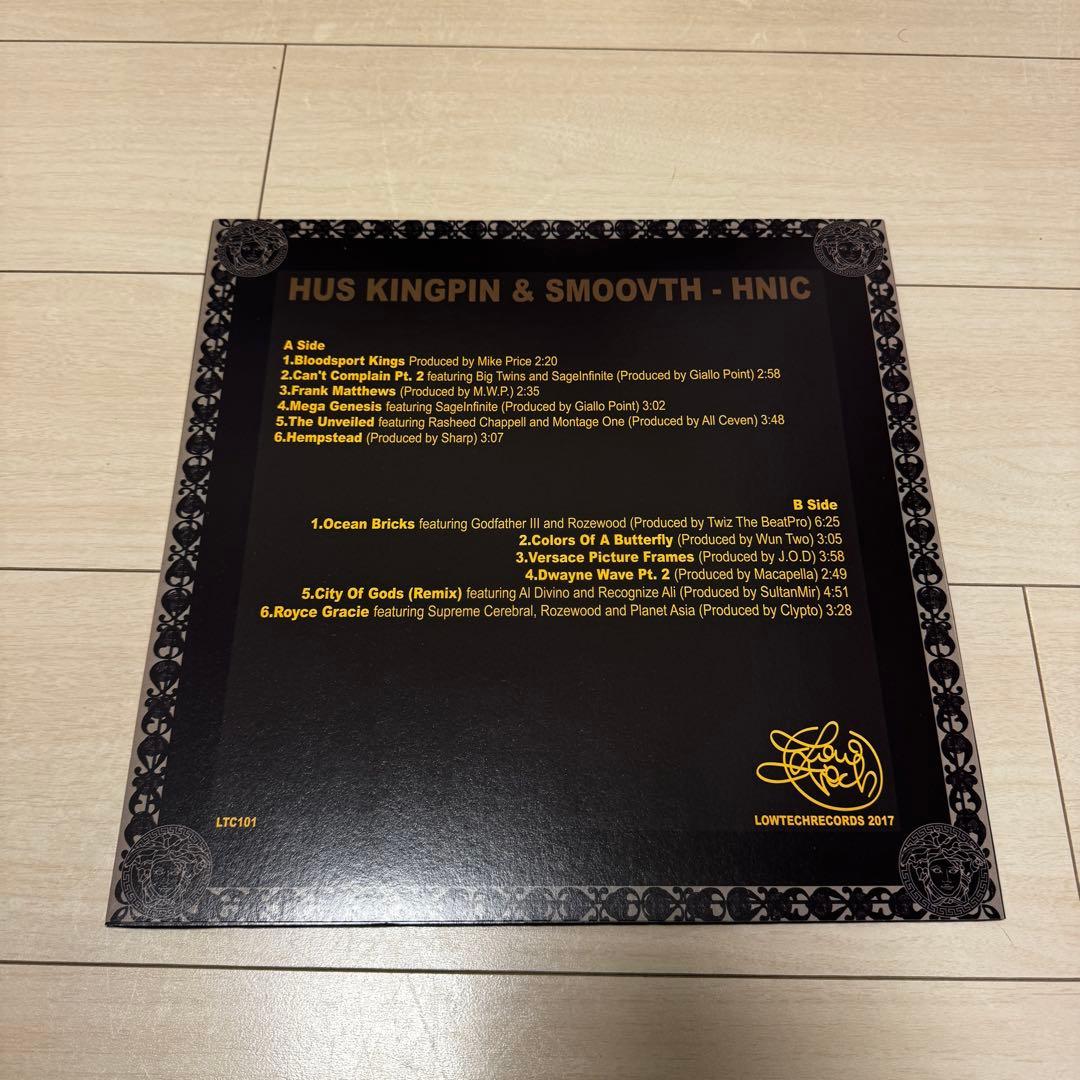 HUS KINGPIN & SMOOVTH - HNIC
A Side
1.Bloodsport Kings Produced by Mike Price 2:20
2.Can't Complain Pt. 2 featuring Big Twins and SageInfinite (Produced by Giallo Point) 2:58
3.Frank Matthews (Produced by M.W.P.) 2:35
4.Mega Genesis featuring SageInfinite (Produced by Giallo Point) 3:02
5.The Unveiled featuring Rasheed Chappell and Montage One (Produced by All Ceven) 3:48
6.Hempstead (Produced by Sharp) 3:07
B Side
1.Ocean Bricks featuring Godfather III and Rozewood (Produced by Twiz The BeatPro) 6:25
2.Colors Of A Butterfly (Produced by Wun Two) 3:05
3.Versace Picture Frames (Produced by J.O.D) 3:58
4.Dwayne Wave Pt. 2 (Produced by Macapella) 2:49
5.City Of Gods (Remix) featuring Al Divino and Recognize Ali (Produced by SultanMir) 4:51
6.Royce Gracie featuring Supreme Cerebral, Rozewood and Planet Asia (Produced by Clypto) 3:28
Low
Tech
LTC101
LOWTECHRECORDS 2017